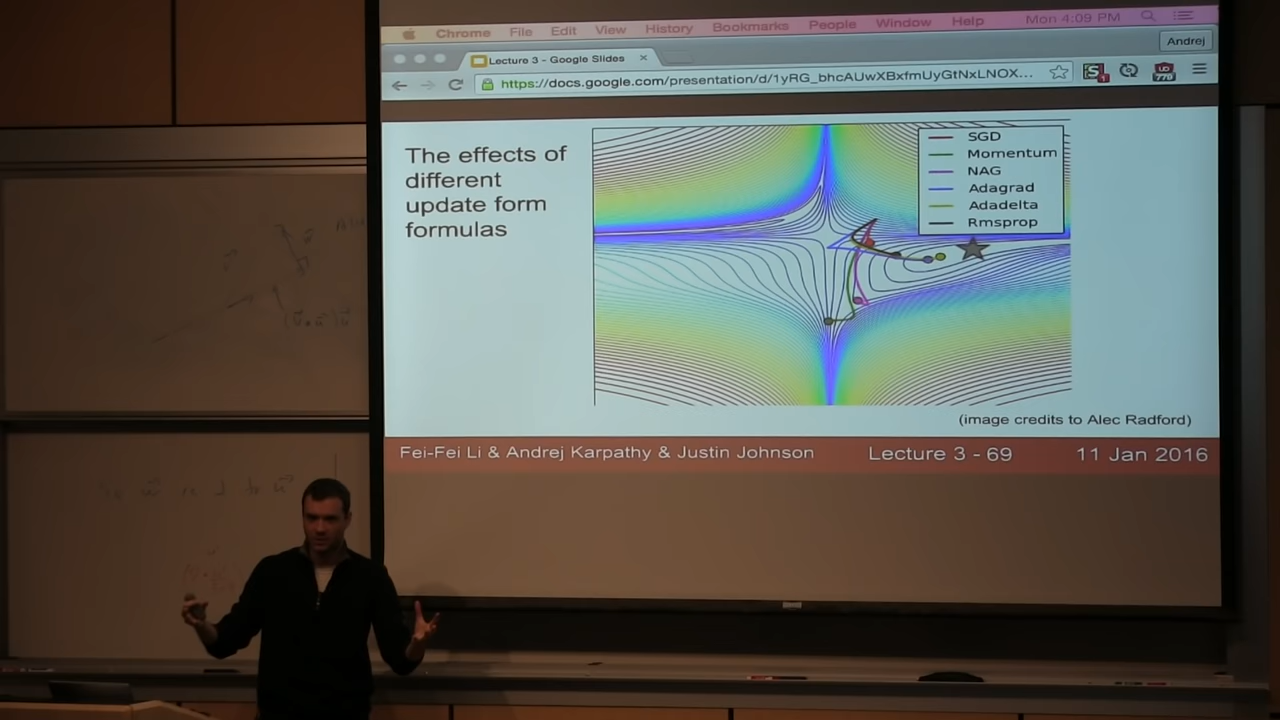 Chrome File Edit View History Bookmarks People Window Help Mon 4:09 PM
Lecture 3 - Google Slides
Andrej
https://docs.google.com/presentation/d/1yRG_bhcAUwXBxfmUyGtNxLNOX...
The effects of
different
update form
formulas
SGD
Momentum
NAG
Adagrad
Adadelta
Rmsprop
(image credits to Alec Radford)
Fei-Fei Li & Andrej Karpathy & Justin Johnson Lecture 3 - 69 11 Jan 2016